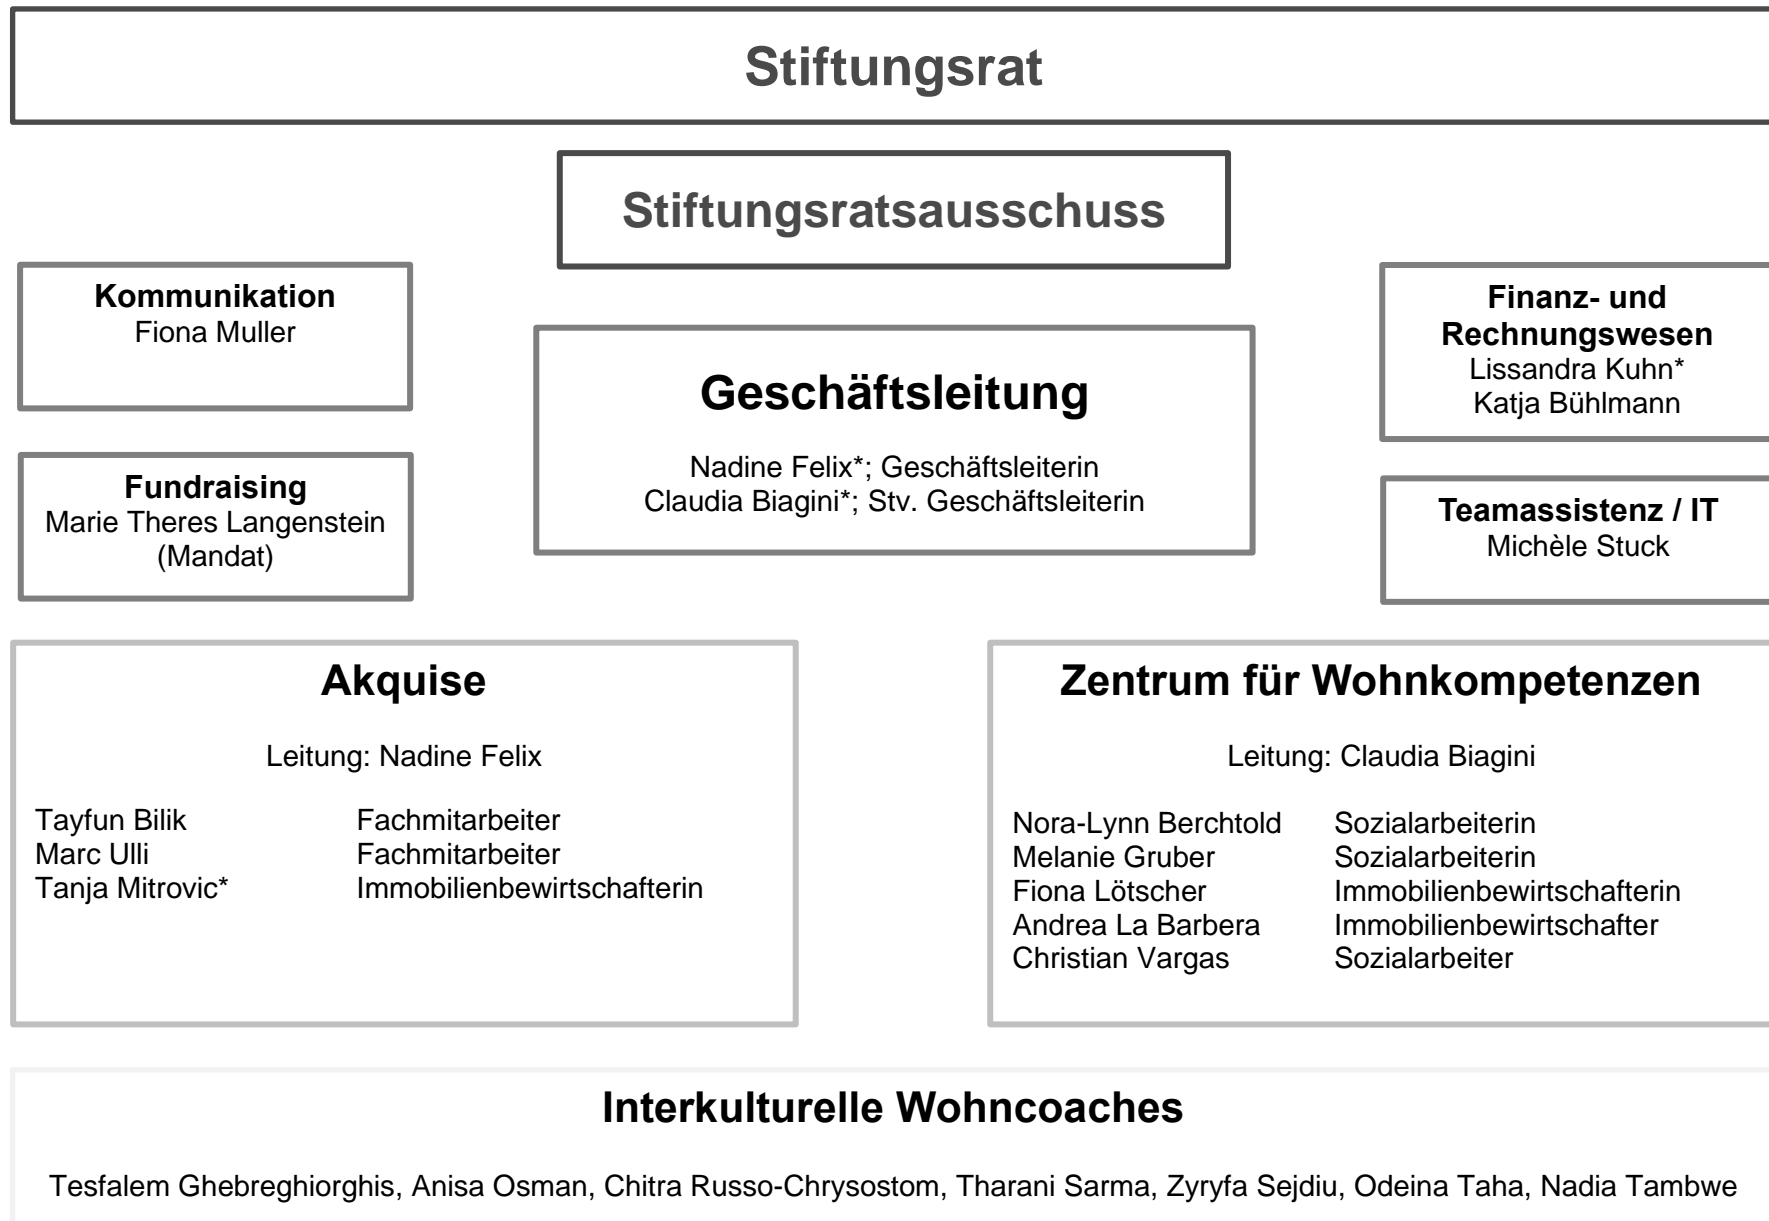 Stiftungsrat
Stiftungsratsausschuss
Kommunikation
Fiona Muller
Fundraising
Marie Theres Langenstein
(Mandat)
Geschäftsleitung
Nadine Felix*; Geschäftsleiterin
Claudia Biagini*; Stv. Geschäftsleiterin
Finanz- und
Rechnungswesen
Lissandra Kuhn*
Katja Bühlmann
Teamassistenz / IT
Michèle Stuck
Akquise
Leitung: Nadine Felix
Tayfun Bilik Fachmitarbeiter
Marc Ulli Fachmitarbeiter
Tanja Mitrovic* Immobilienbewirtschafterin
Zentrum für Wohnkompetenzen
Leitung: Claudia Biagini
Nora-Lynn Berchtold Sozialarbeiterin
Melanie Gruber Sozialarbeiterin
Fiona Lötscher Immobilienbewirtschafterin
Andrea La Barbera Immobilienbewirtschafter
Christian Vargas Sozialarbeiter
Interkulturelle Wohncoaches
Tesfalem Ghebreghiorghis, Anisa Osman, Chitra Russo-Chrysostom, Tharani Sarma, Zyryfa Sejdiu, Odeina Taha, Nadia Tambwe